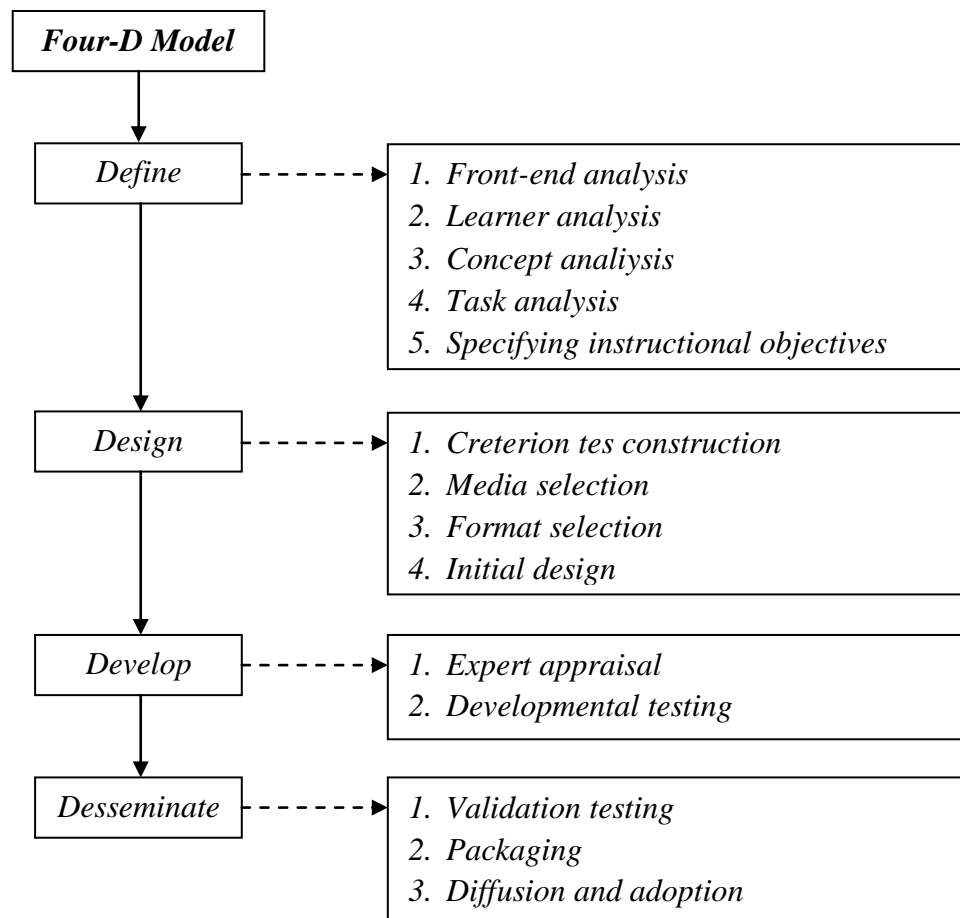 Four-D Model
Define
1. Front-end analysis
2. Learner analysis
3. Concept analiysis
4. Task analysis
5. Specifying instructional objectives
Design
1. Creterion tes construction
2. Media selection
3. Format selection
4. Initial design
Develop
1. Expert appraisal
2. Developmental testing
Desseminate
1. Validation testing
2. Packaging
3. Diffusion and adoption